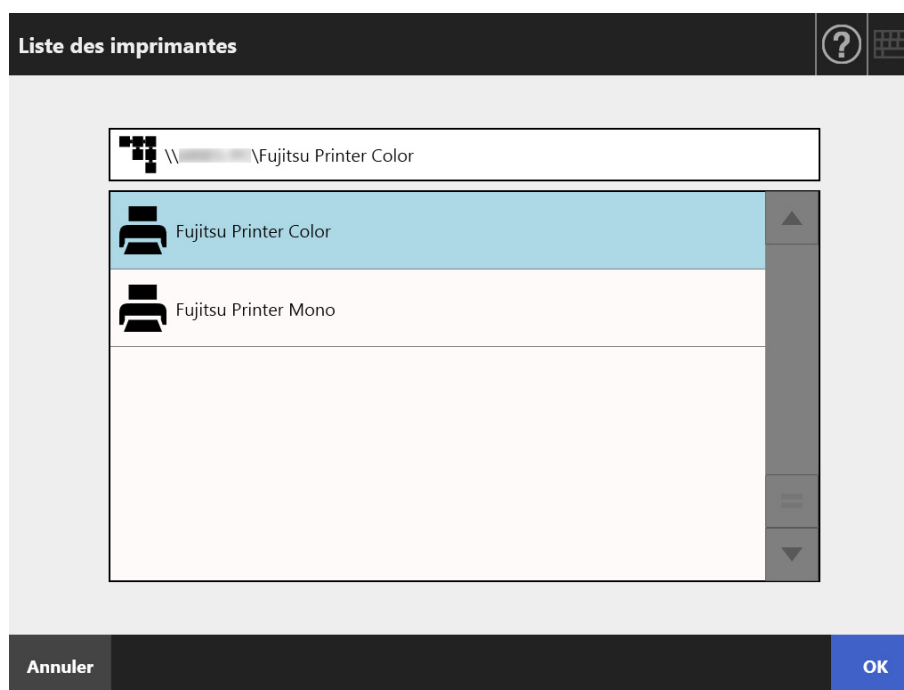 Liste des imprimantes
\\ \Fujitsu Printer Color
Fujitsu Printer Color
Fujitsu Printer Mono
Annuler
OK